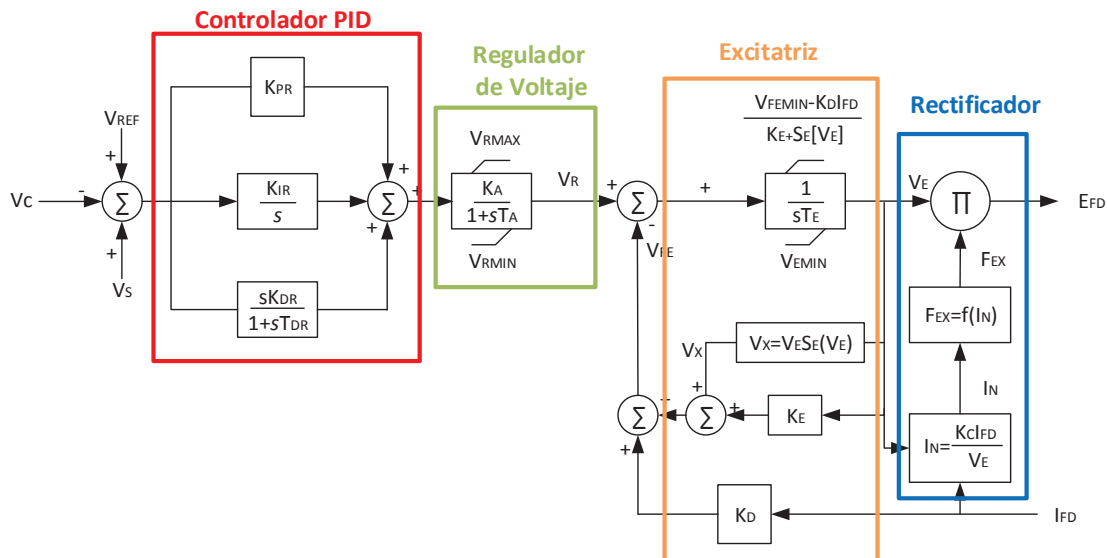 Controlador PID
Regulador
de Voltaje
Excitatriz
Rectificador
KPR
VREF
+
-
VC
Σ
+
VS
KIR
s
sKDR
1+sTDR
+
+
+
Σ
+
VRMAX
KA
1+sTA
VRMIN
VR
+
Σ
-
VFE
+
VFEMIN-KDIFD
KE+SE[VE]
1
sTE
VEMIN
VE
Π
EFD
FEX
FEX=f(IN)
IN
IN=
KCIFD
VE
VX
VX=VESE(VE)
+
Σ
+
KE
-
Σ
+
KD
IFD